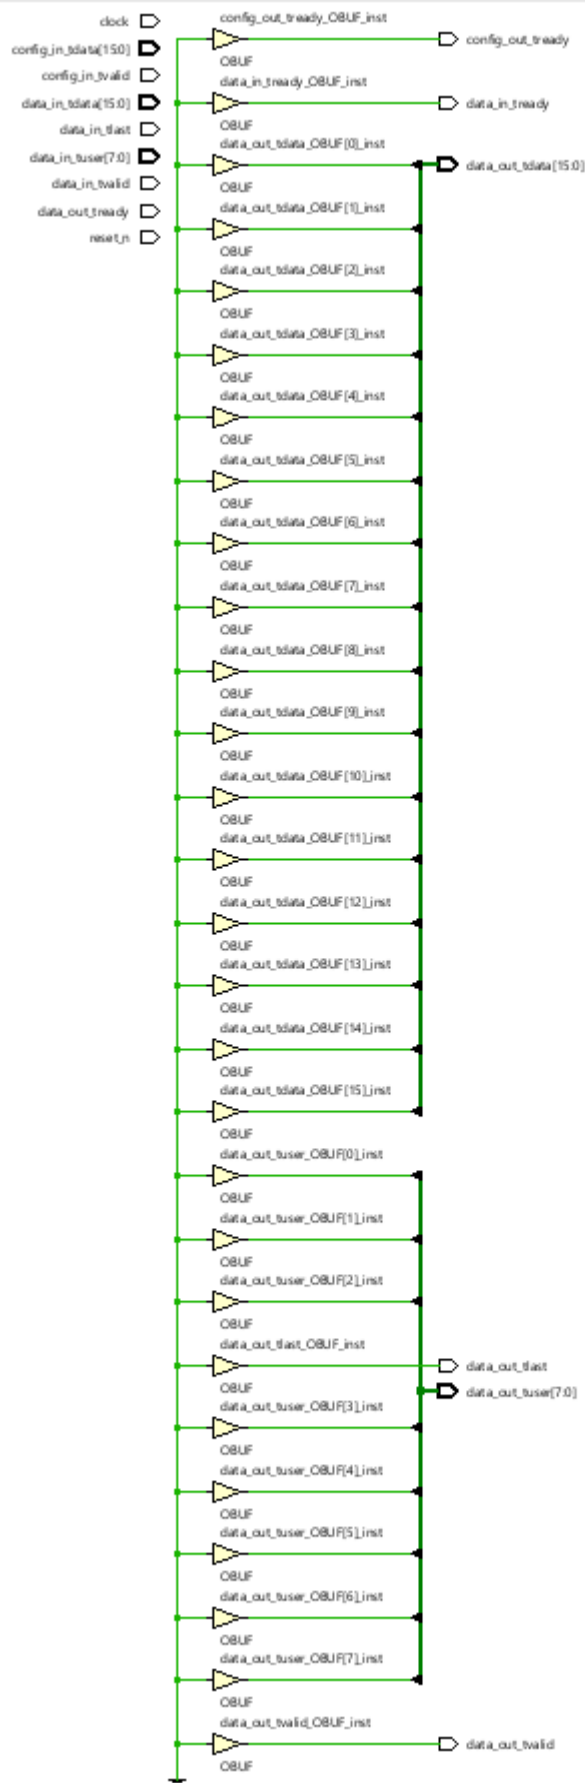 clock
config_in_tdata[15:0]
config_in_tvalid
data_in_tdata[15:0]
data_in_tlast
data_in_tuser[7:0]
data_in_tvalid
data_out_tready
reset_n
config_out_tready_OBUF_inst
config_out_tready
OBUF
data_in_tready_OBUF_inst
data_in_tready
OBUF
data_out_tdata_OBUF[0]_inst
data_out_tdata[15:0]
OBUF
data_out_tdata_OBUF[1]_inst
OBUF
data_out_tdata_OBUF[2]_inst
OBUF
data_out_tdata_OBUF[3]_inst
OBUF
data_out_tdata_OBUF[4]_inst
OBUF
data_out_tdata_OBUF[5]_inst
OBUF
data_out_tdata_OBUF[6]_inst
OBUF
data_out_tdata_OBUF[7]_inst
OBUF
data_out_tdata_OBUF[8]_inst
OBUF
data_out_tdata_OBUF[9]_inst
OBUF
data_out_tdata_OBUF[10]_inst
OBUF
data_out_tdata_OBUF[11]_inst
OBUF
data_out_tdata_OBUF[12]_inst
OBUF
data_out_tdata_OBUF[13]_inst
OBUF
data_out_tdata_OBUF[14]_inst
OBUF
data_out_tdata_OBUF[15]_inst
OBUF
data_out_tuser_OBUF[0]_inst
OBUF
data_out_tuser_OBUF[1]_inst
OBUF
data_out_tuser_OBUF[2]_inst
OBUF
data_out_tlast_OBUF_inst
data_out_tlast
OBUF
data_out_tuser[7:0]
data_out_tuser_OBUF[3]_inst
OBUF
data_out_tuser_OBUF[4]_inst
OBUF
data_out_tuser_OBUF[5]_inst
OBUF
data_out_tuser_OBUF[6]_inst
OBUF
data_out_tuser_OBUF[7]_inst
OBUF
data_out_tvalid_OBUF_inst
data_out_tvalid
OBUF